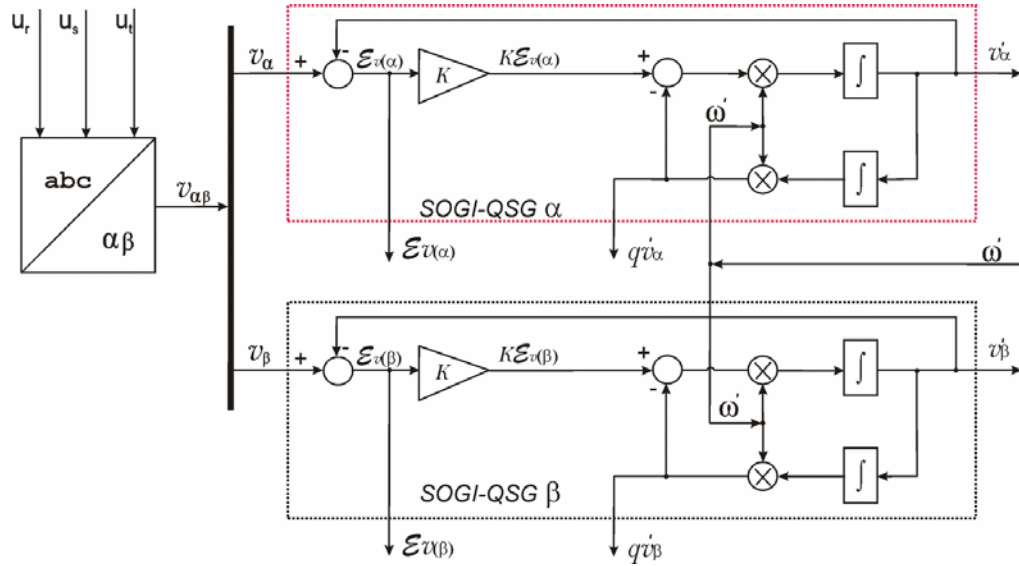 u_r u_s u_t
abc
αβ
v_αβ
v_α
+
-
ε_v(α)
K
Kε_v(α)
+
-
×
∫
v'_α
ω'
×
∫
SOGI-QSG α
ε_v(α)
qv'_α
ω'
v_β
+
-
ε_v(β)
K
Kε_v(β)
+
-
×
∫
v'_β
ω'
×
∫
SOGI-QSG β
ε_v(β)
qv'_β